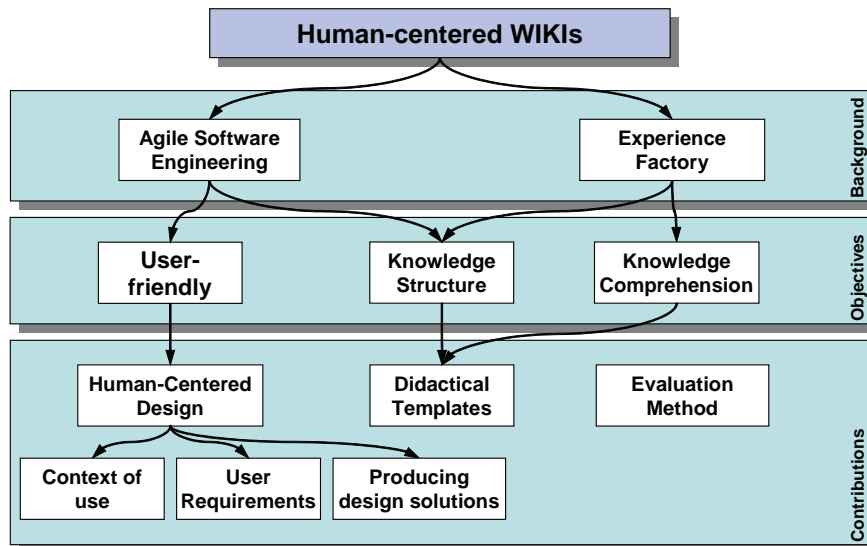 Human-centered WIKIs
Agile Software
Engineering
Experience
Factory
Background
User-
friendly
Knowledge
Structure
Knowledge
Comprehension
Objectives
Human-Centered
Design
Didactical
Templates
Evaluation
Method
Context of
use
User
Requirements
Producing
design solutions
Contributions